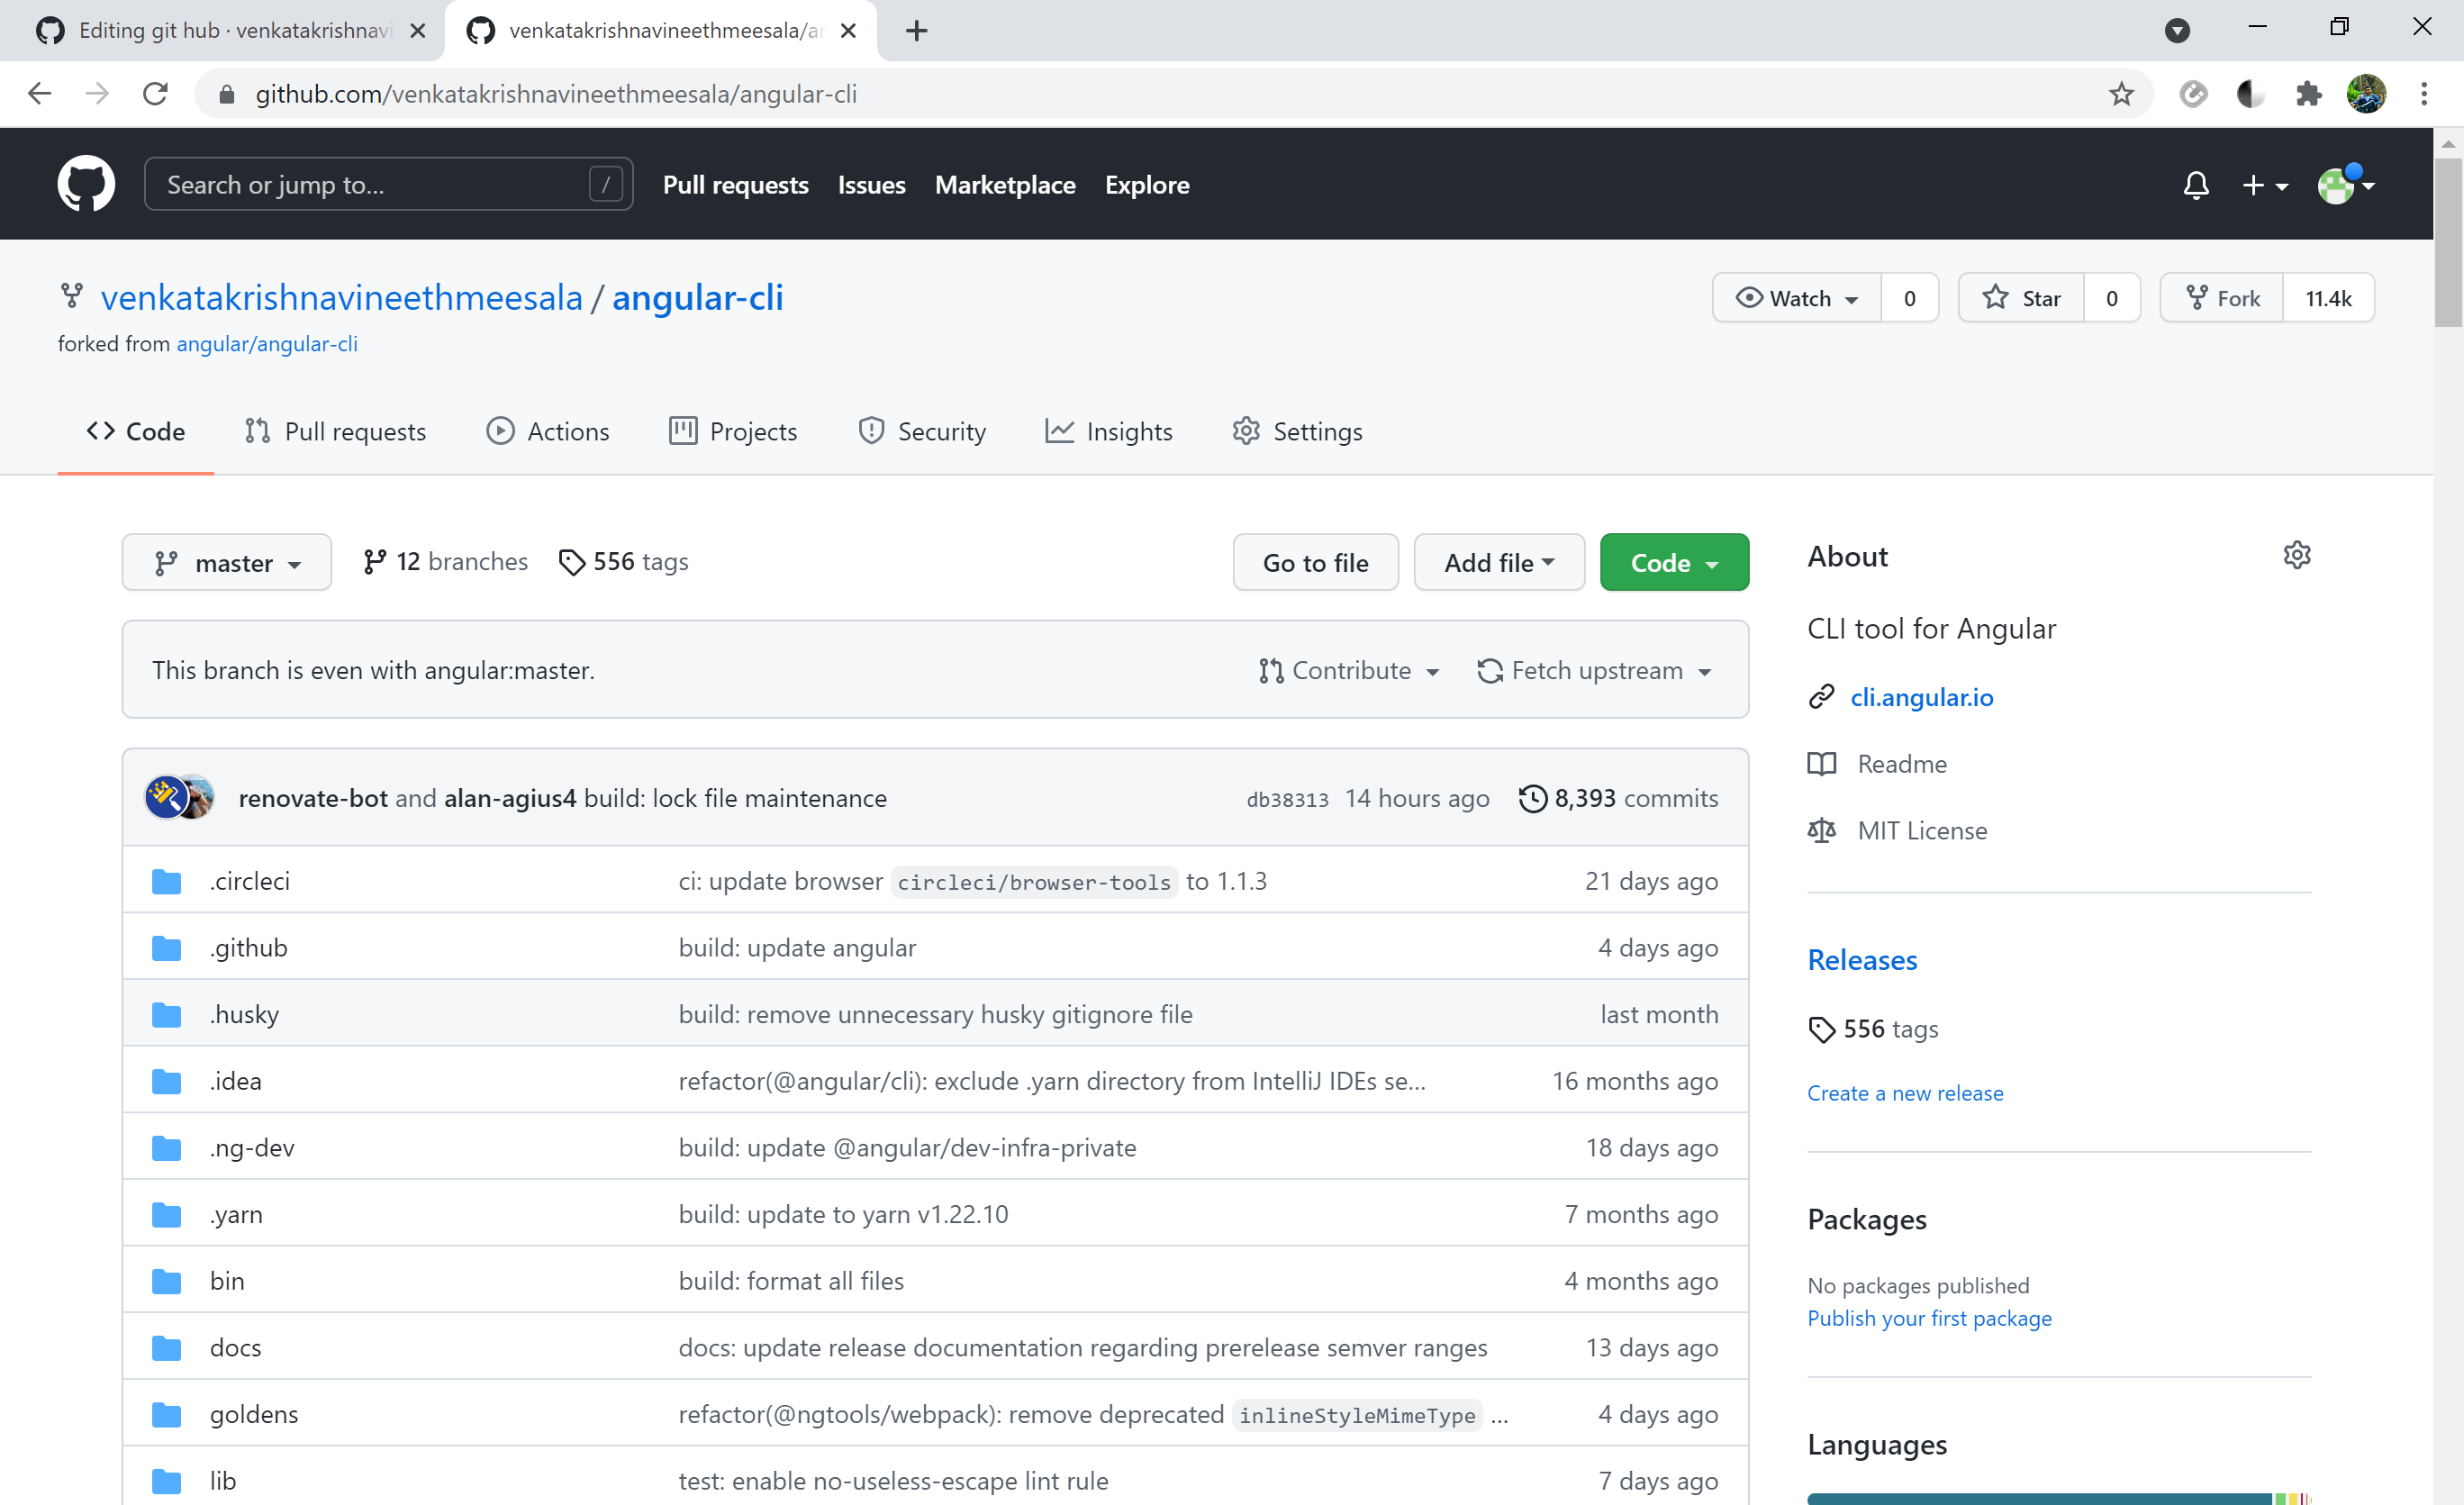 Editing git hub · venkatakrishnavi
venkatakrishnavineethmeesala/a
github.com/venkatakrishnavineethmeesala/angular-cli
Search or jump to... /
Pull requests Issues Marketplace Explore
venkatakrishnavineethmeesala / angular-cli
Watch 0 Star 0 Fork 11.4k
forked from angular/angular-cli
Code Pull requests Actions Projects Security Insights Settings
master 12 branches 556 tags Go to file Add file Code
This branch is even with angular:master. Contribute Fetch upstream
renovate-bot and alan-agius4 build: lock file maintenance db38313 14 hours ago 8,393 commits
.circleci ci: update browser circleci/browser-tools to 1.1.3 21 days ago
.github build: update angular 4 days ago
.husky build: remove unnecessary husky gitignore file last month
.idea refactor(@angular/cli): exclude .yarn directory from IntelliJ IDEs se... 16 months ago
.ng-dev build: update @angular/dev-infra-private 18 days ago
.yarn build: update to yarn v1.22.10 7 months ago
bin build: format all files 4 months ago
docs docs: update release documentation regarding prerelease semver ranges 13 days ago
goldens refactor(@ngtools/webpack): remove deprecated inlineStyleMimeType ... 4 days ago
lib test: enable no-useless-escape lint rule 7 days ago
About
CLI tool for Angular
cli.angular.io
Readme
MIT License
Releases
556 tags
Create a new release
Packages
No packages published
Publish your first package
Languages